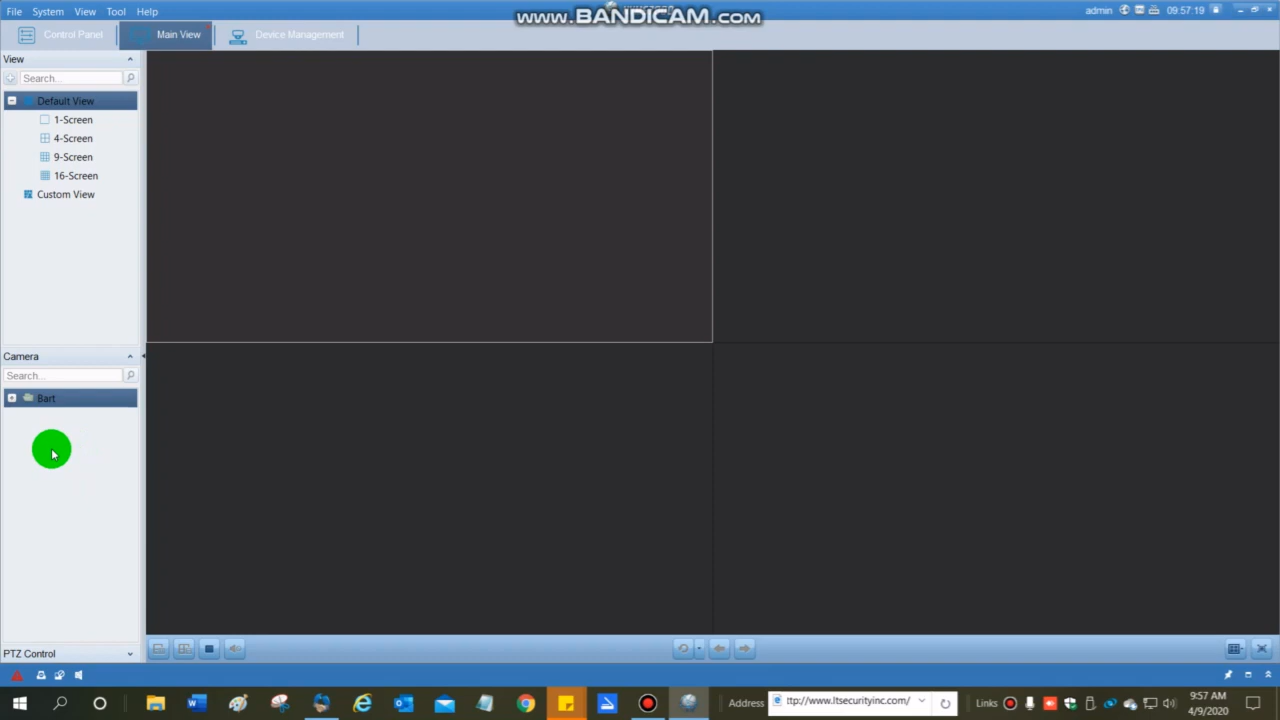 File System View Tool Help
www.BANDICAM.com
admin 09:57:19
Control Panel Main View Device Management
View
Search...
Default View
1-Screen
4-Screen
9-Screen
16-Screen
Custom View
Camera
Search...
Bart
PTZ Control
Address ttp://www.ltsecurityinc.com/ Links
9:57 AM
4/9/2020